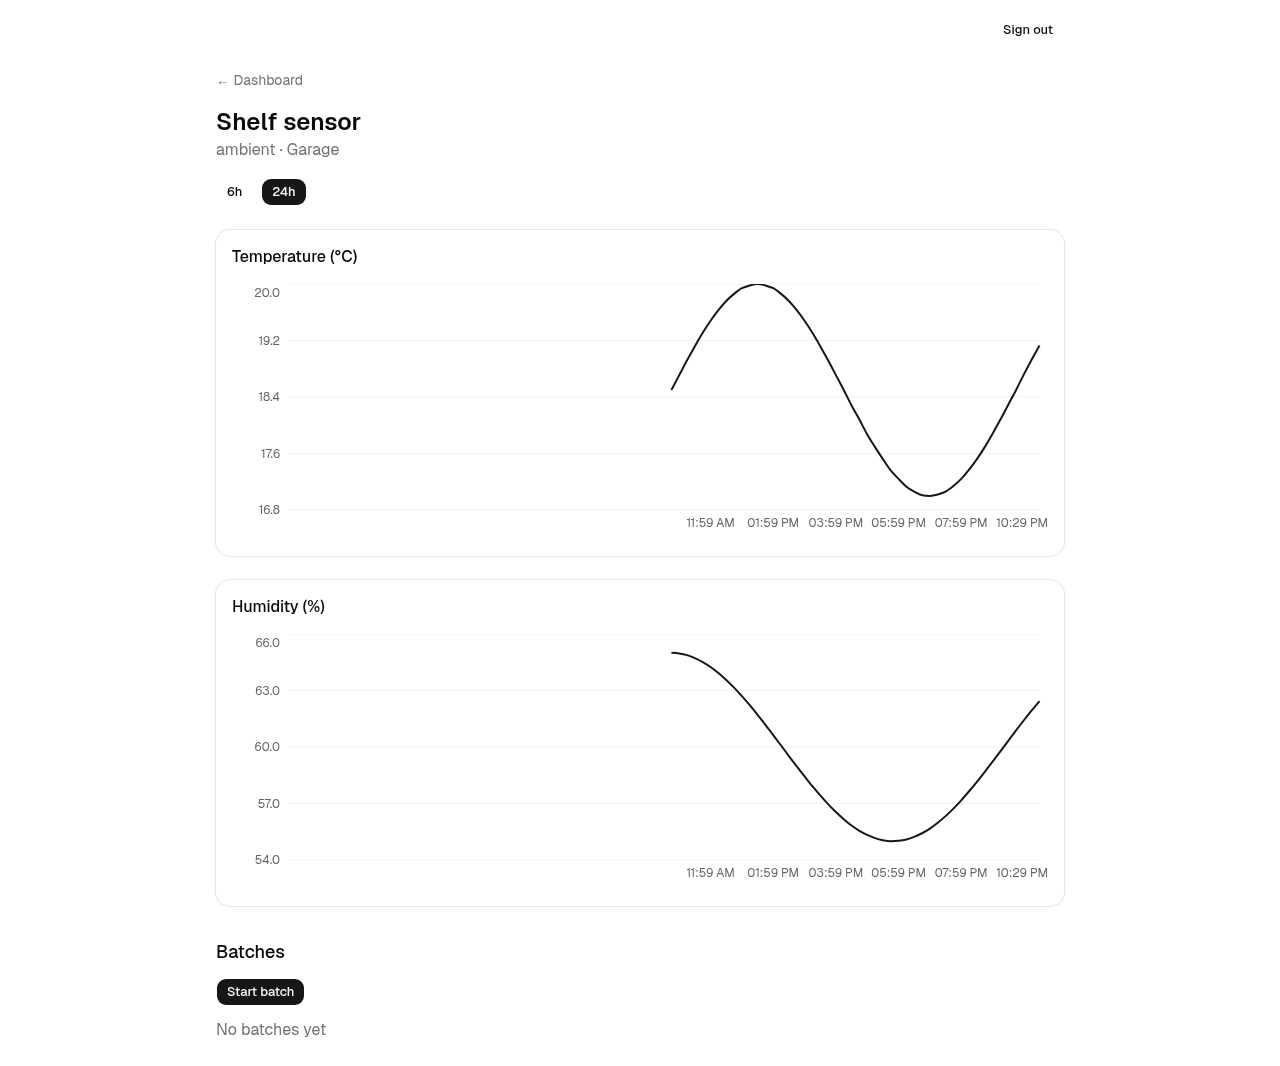 Sign out
← Dashboard
Shelf sensor
ambient · Garage
6h 24h
Temperature (°C)
20.0
19.2
18.4
17.6
16.8
11:59 AM 01:59 PM 03:59 PM 05:59 PM 07:59 PM 10:29 PM
Humidity (%)
66.0
63.0
60.0
57.0
54.0
11:59 AM 01:59 PM 03:59 PM 05:59 PM 07:59 PM 10:29 PM
Batches
Start batch
No batches yet